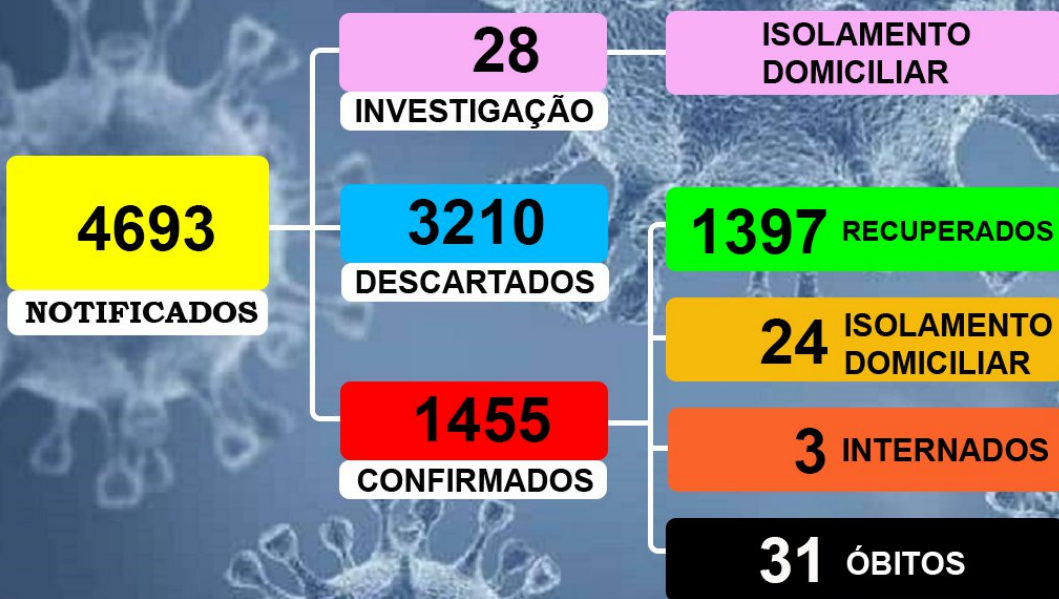 4693
NOTIFICADOS
28
INVESTIGAÇÃO
ISOLAMENTO
DOMICILIAR
3210
DESCARTADOS
1455
CONFIRMADOS
1397 RECUPERADOS
24 ISOLAMENTO
DOMICILIAR
3 INTERNADOS
31 ÓBITOS